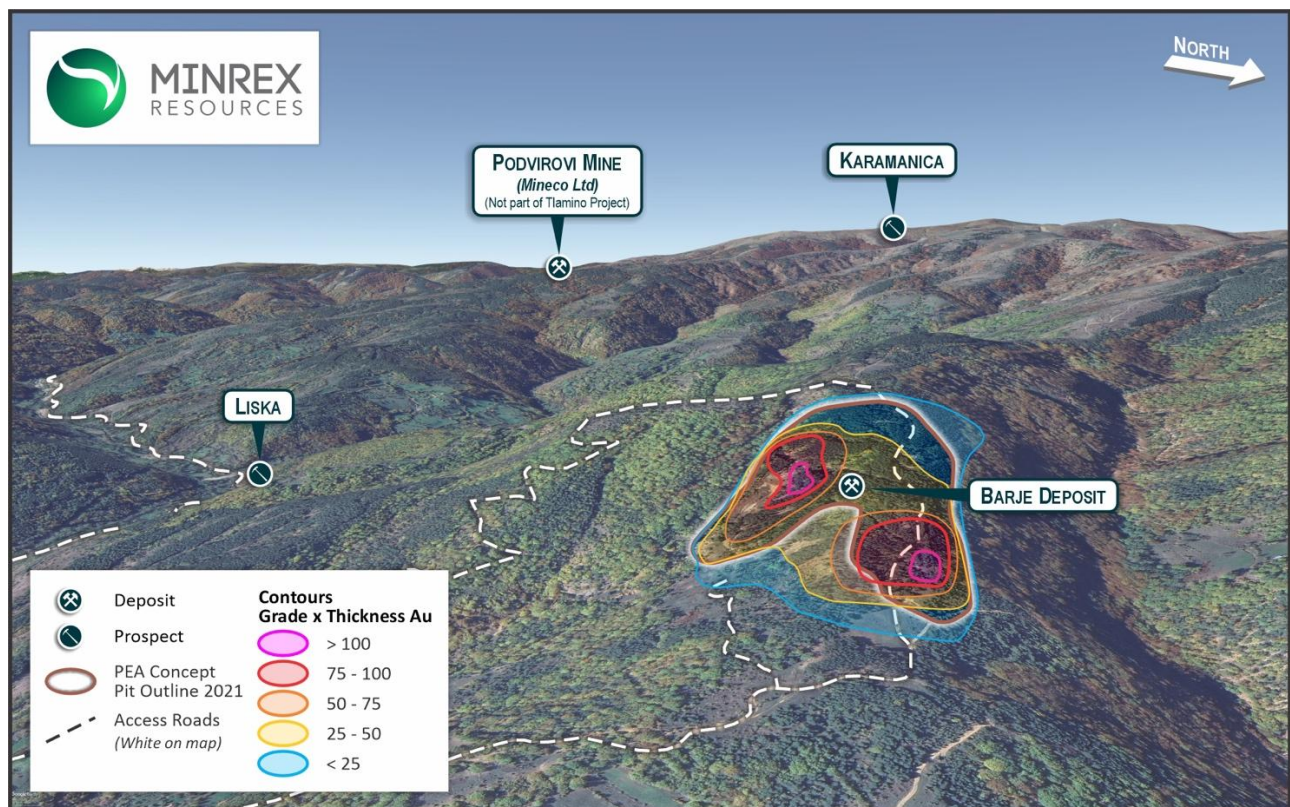 MINREX
RESOURCES
NORTH
PODVIROVI MINE
(Mineco Ltd)
(Not part of Tlamino Project)
KARAMANICA
LISKA
BARJE DEPOSIT
Deposit
Prospect
PEA Concept
Pit Outline 2021
Access Roads
(White on map)
Contours
Grade x Thickness Au
> 100
75 - 100
50 - 75
25 - 50
< 25